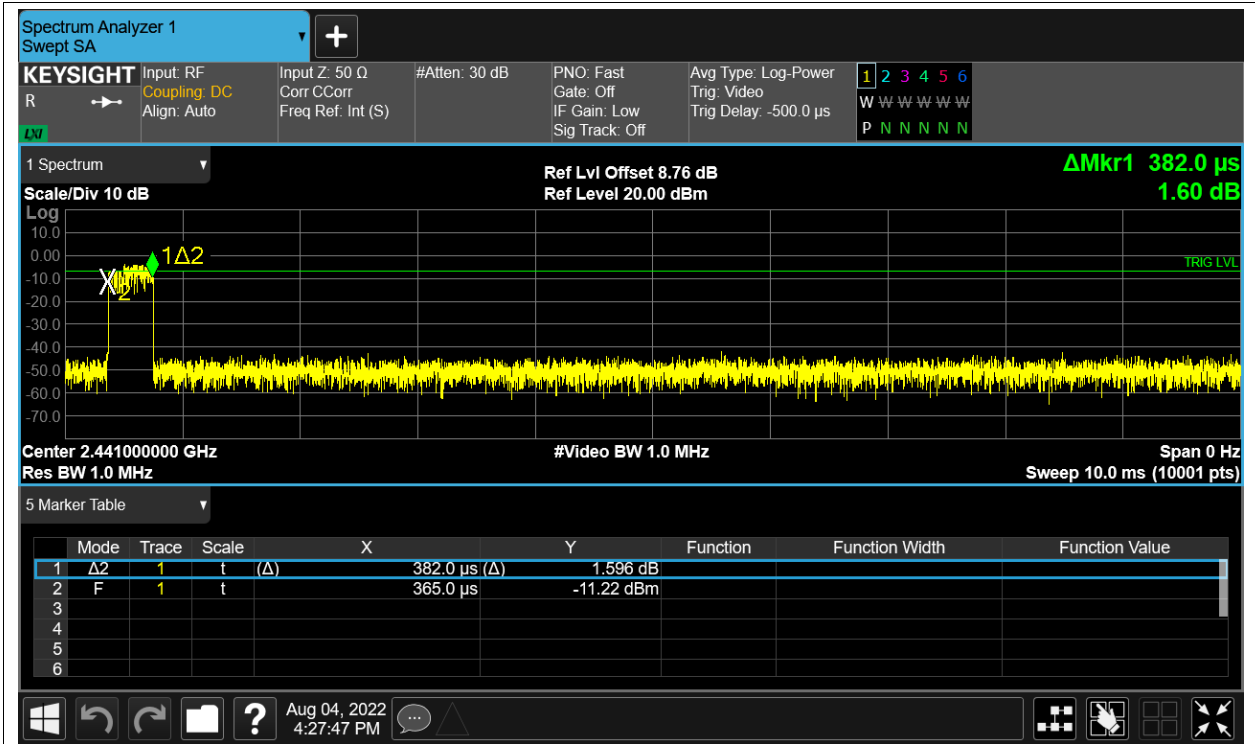 Spectrum Analyzer 1
Swept SA
KEYSIGHT Input: RF Input Z: 50 Ω #Atten: 30 dB PNO: Fast Avg Type: Log-Power 1 2 3 4 5 6
R Coupling: DC Corr CCorr Gate: Off Trig: Video W W W W W W
Align: Auto Freq Ref: Int (S) IF Gain: Low Trig Delay: -500.0 µs
LXI Sig Track: Off P N N N N N
1 Spectrum Ref Lvl Offset 8.76 dB ΔMkr1 382.0 µs
Scale/Div 10 dB Ref Level 20.00 dBm 1.60 dB
Log
10.0
0.00 1Δ2
TRIG LVL
-10.0 X2
-20.0
-30.0
-40.0
-50.0
-60.0
-70.0
Center 2.441000000 GHz #Video BW 1.0 MHz Span 0 Hz
Res BW 1.0 MHz Sweep 10.0 ms (10001 pts)
5 Marker Table
Mode Trace Scale X Y Function Function Width Function Value
1 Δ2 1 t (Δ) 382.0 µs (Δ) 1.596 dB
2 F 1 t 365.0 µs -11.22 dBm
3
4
5
6
? Aug 04, 2022
4:27:47 PM